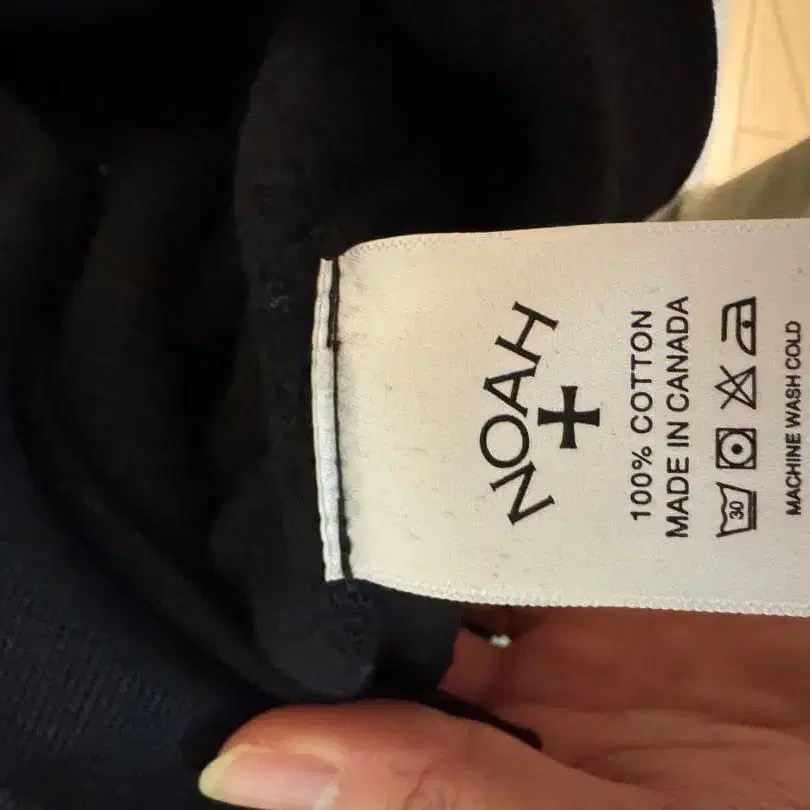 NOAH
100% COTTON
MADE IN CANADA
30
MACHINE WASH COLD